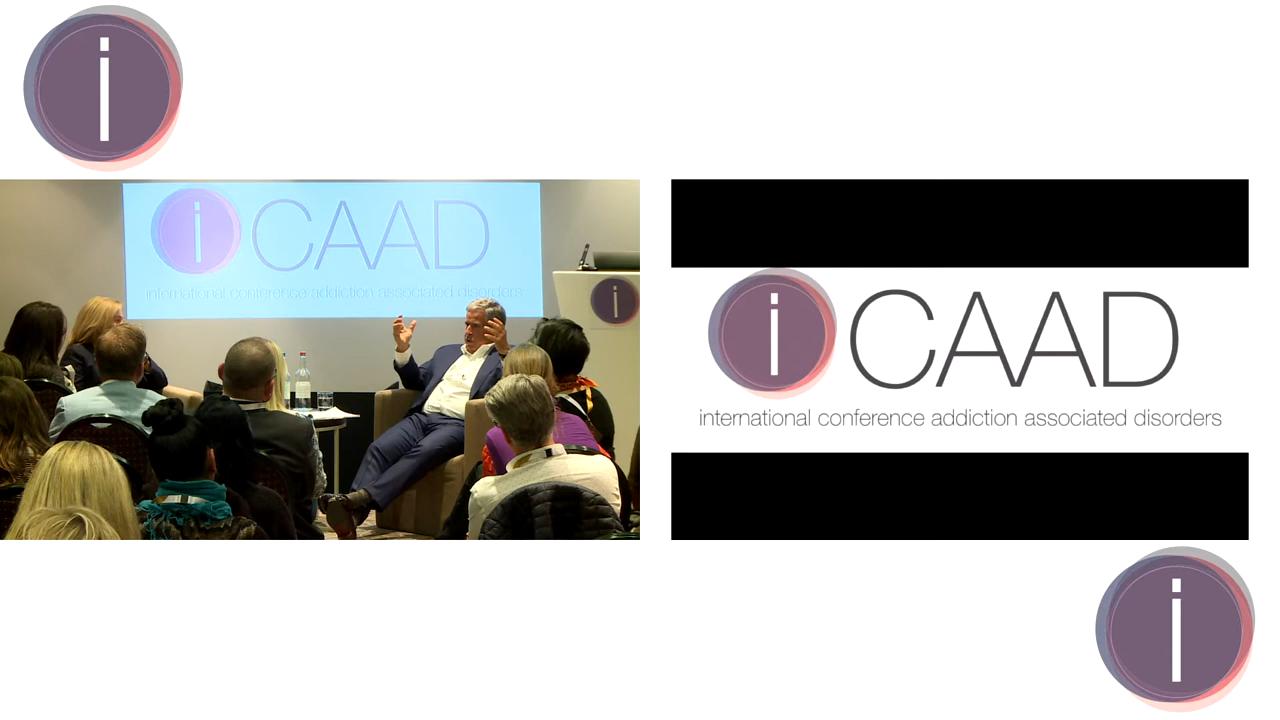 i
i CAAD
international conference addiction associated disorders
i
i CAAD
international conference addiction associated disorders
i